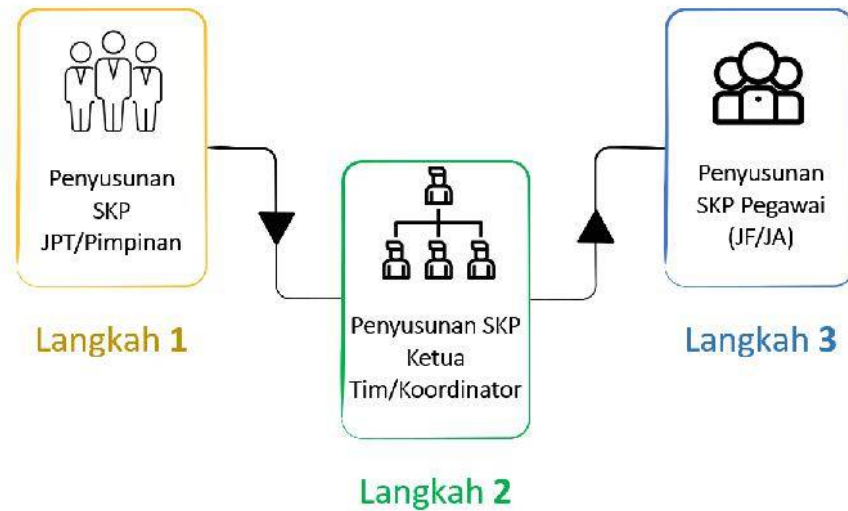 Penyusunan
SKP
JPT/Pimpinan
Langkah 1
Penyusunan SKP
Ketua
Tim/Koordinator
Langkah 2
Penyusunan
SKP Pegawai
(JF/JA)
Langkah 3